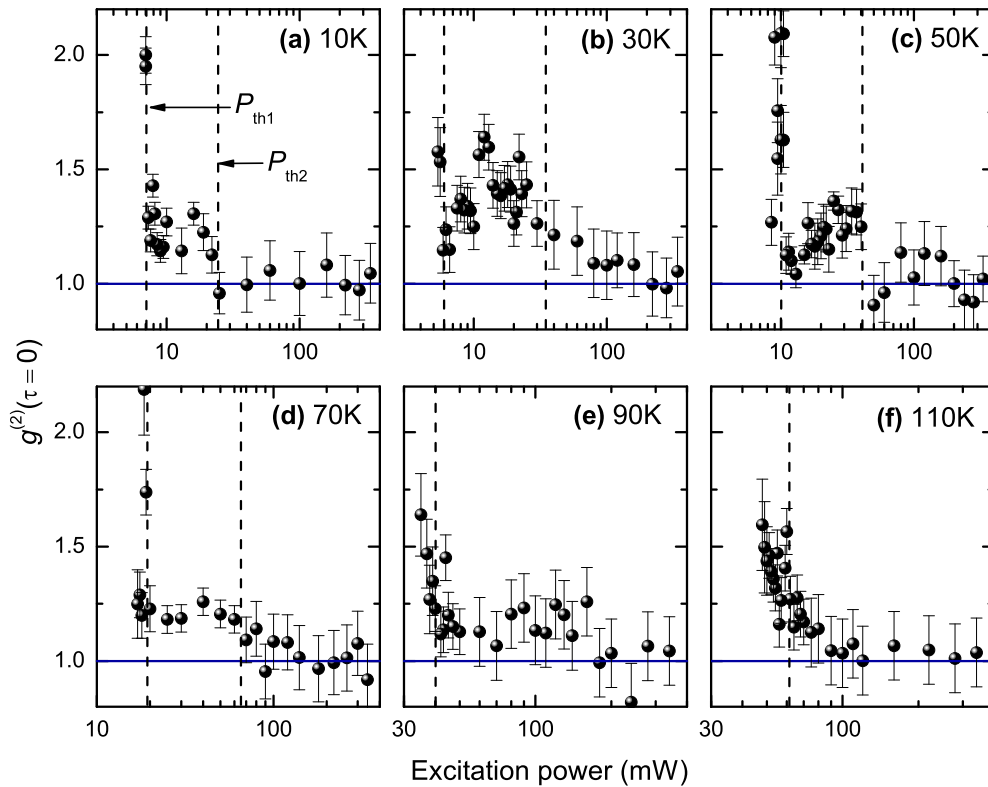 (a) 10K
(b) 30K
(c) 50K
2.0
1.5
1.0
P_th1
P_th2
10
100
10
100
10
100
g^(2)(τ = 0)
(d) 70K
(e) 90K
(f) 110K
2.0
1.5
1.0
10
100
30
100
30
100
Excitation power (mW)